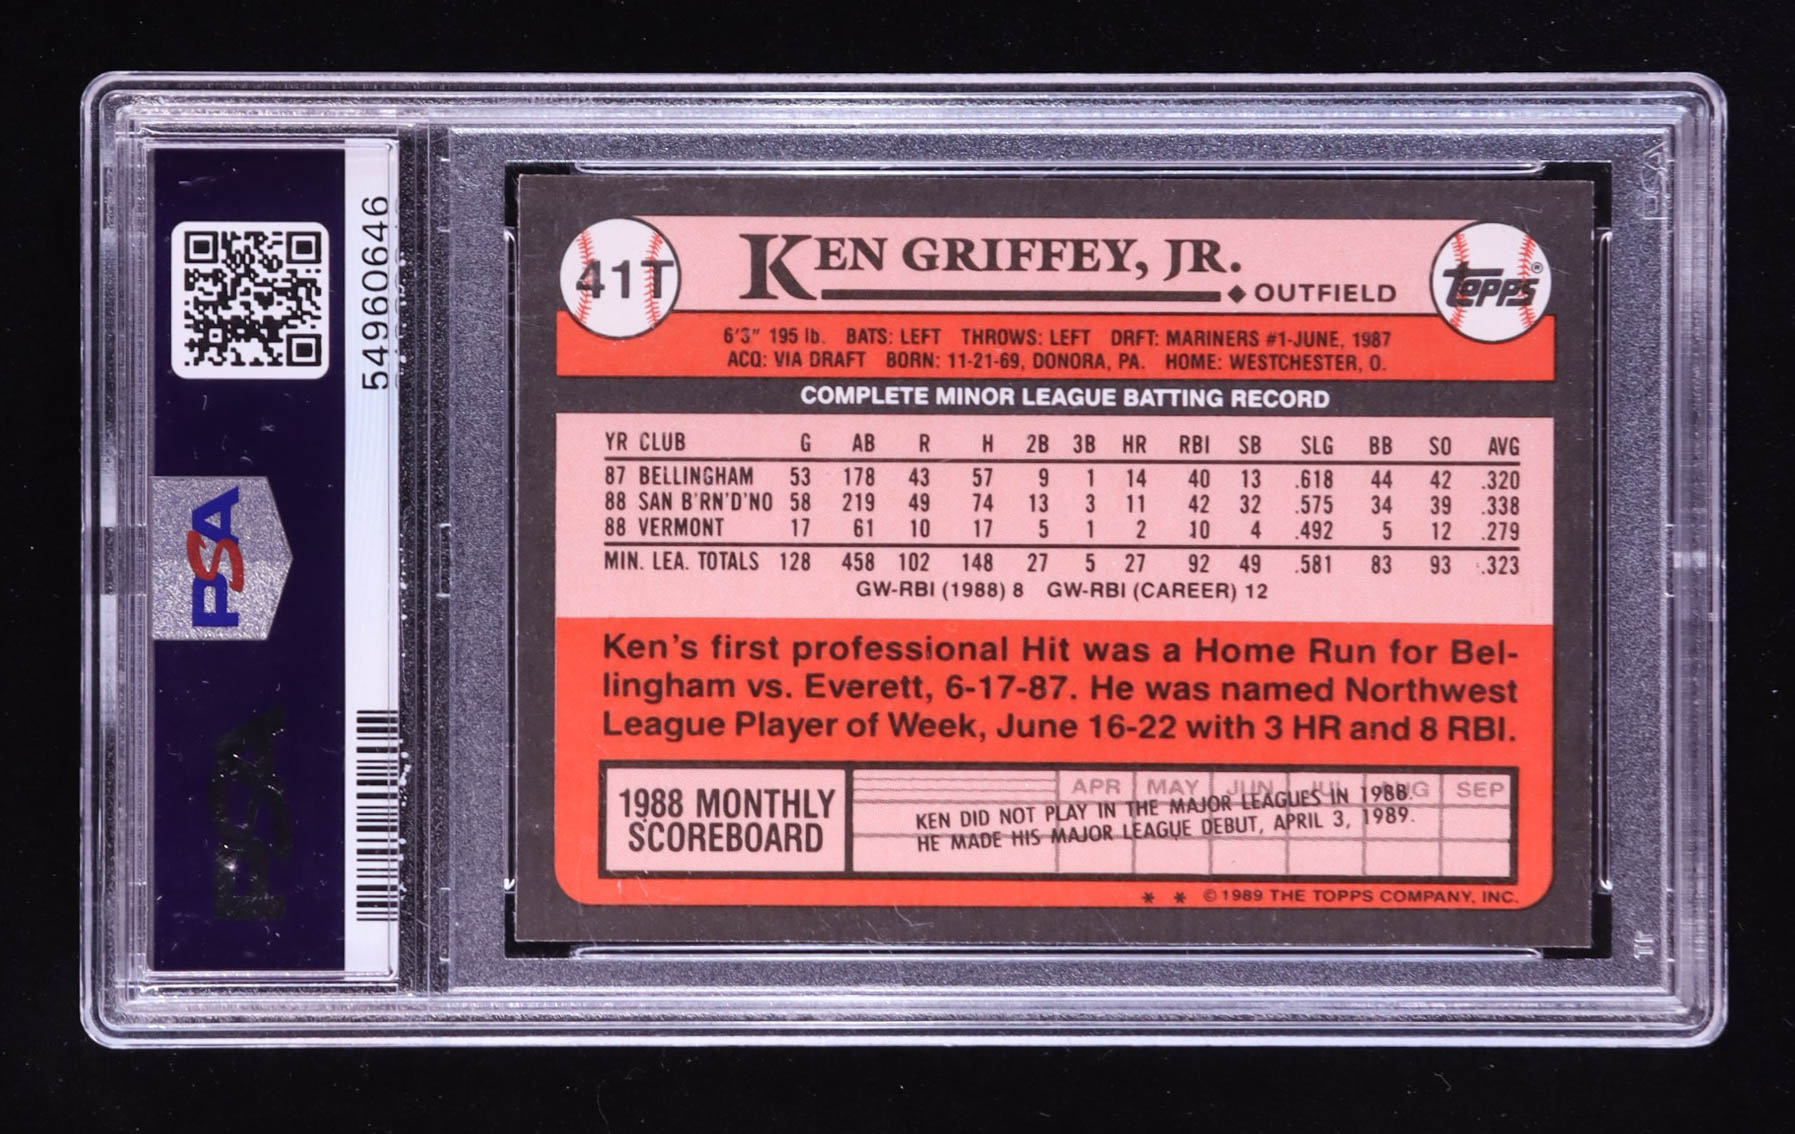 54960646
PSA
PSA
PSA
41T
KEN GRIFFEY, JR.
◆ OUTFIELD
TOPPS®
6'3" 195 lb. BATS: LEFT THROWS: LEFT DRFT: MARINERS #1-JUNE, 1987
ACQ: VIA DRAFT BORN: 11-21-69, DONORA, PA. HOME: WESTCHESTER, O.
COMPLETE MINOR LEAGUE BATTING RECORD
YR CLUB G AB R H 2B 3B HR RBI SB SLG BB SO AVG
87 BELLINGHAM 53 178 43 57 9 1 14 40 13 .618 44 42 .320
88 SAN B'RN'D'NO 58 219 49 74 13 3 11 42 32 .575 34 39 .338
88 VERMONT 17 61 10 17 5 1 2 10 4 .492 5 12 .279
MIN. LEA. TOTALS 128 458 102 148 27 5 27 92 49 .581 83 93 .323
GW-RBI (1988) 8 GW-RBI (CAREER) 12
Ken's first professional Hit was a Home Run for Bel-
lingham vs. Everett, 6-17-87. He was named Northwest
League Player of Week, June 16-22 with 3 HR and 8 RBI.
1988 MONTHLY
SCOREBOARD
APR MAY JUN JUL AUG SEP
KEN DID NOT PLAY IN THE MAJOR LEAGUES IN 1988.
HE MADE HIS MAJOR LEAGUE DEBUT, APRIL 3, 1989.
* * © 1989 THE TOPPS COMPANY, INC.